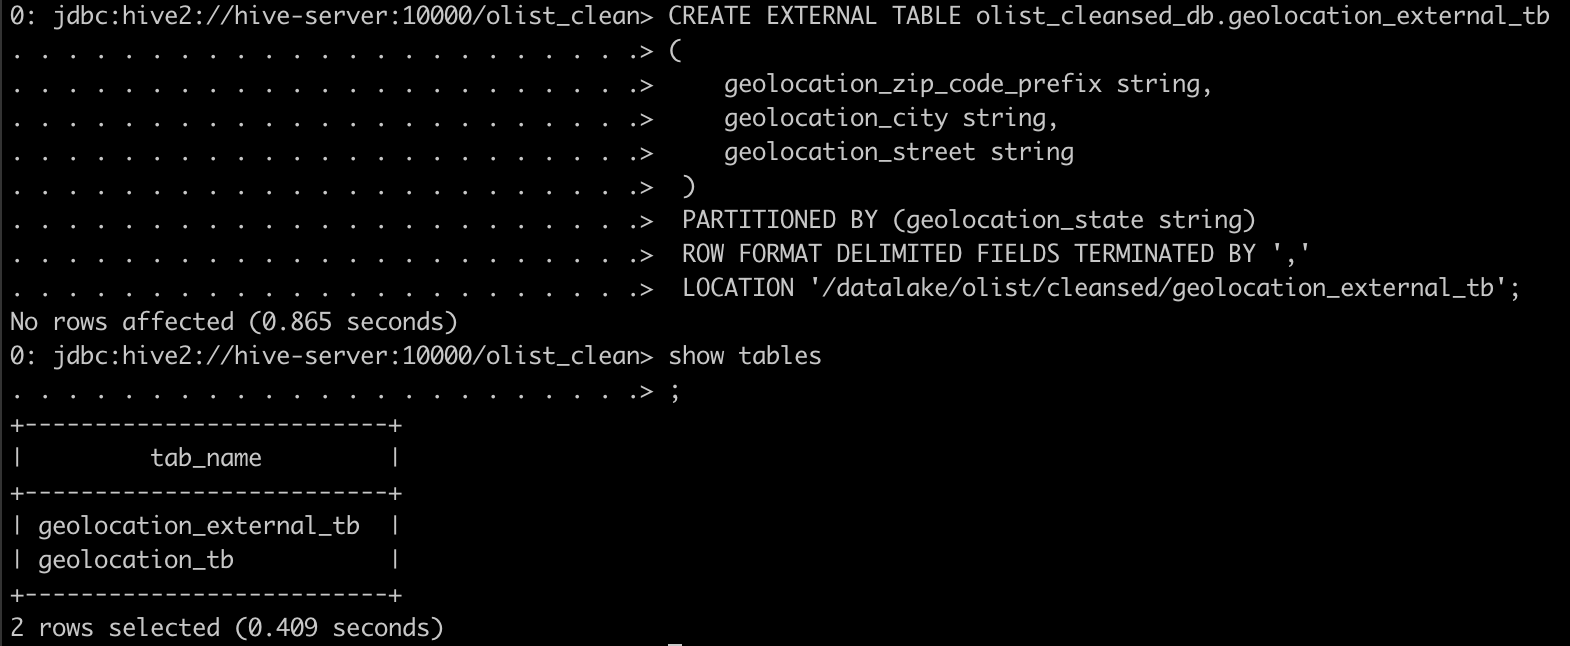 0: jdbc:hive2://hive-server:10000/olist_clean> CREATE EXTERNAL TABLE olist_cleansed_db.geolocation_external_tb
. . . . . . . . . . . . . . . . . . . . . . .> (
. . . . . . . . . . . . . . . . . . . . . . .>     geolocation_zip_code_prefix string,
. . . . . . . . . . . . . . . . . . . . . . .>     geolocation_city string,
. . . . . . . . . . . . . . . . . . . . . . .>     geolocation_street string
. . . . . . . . . . . . . . . . . . . . . . .>  )
. . . . . . . . . . . . . . . . . . . . . . .>  PARTITIONED BY (geolocation_state string)
. . . . . . . . . . . . . . . . . . . . . . .>  ROW FORMAT DELIMITED FIELDS TERMINATED BY ','
. . . . . . . . . . . . . . . . . . . . . . .>  LOCATION '/datalake/olist/cleansed/geolocation_external_tb';
No rows affected (0.865 seconds)
0: jdbc:hive2://hive-server:10000/olist_clean> show tables
. . . . . . . . . . . . . . . . . . . . . . .> ;
+--------------------------+
|         tab_name         |
+--------------------------+
| geolocation_external_tb  |
| geolocation_tb           |
+--------------------------+
2 rows selected (0.409 seconds)